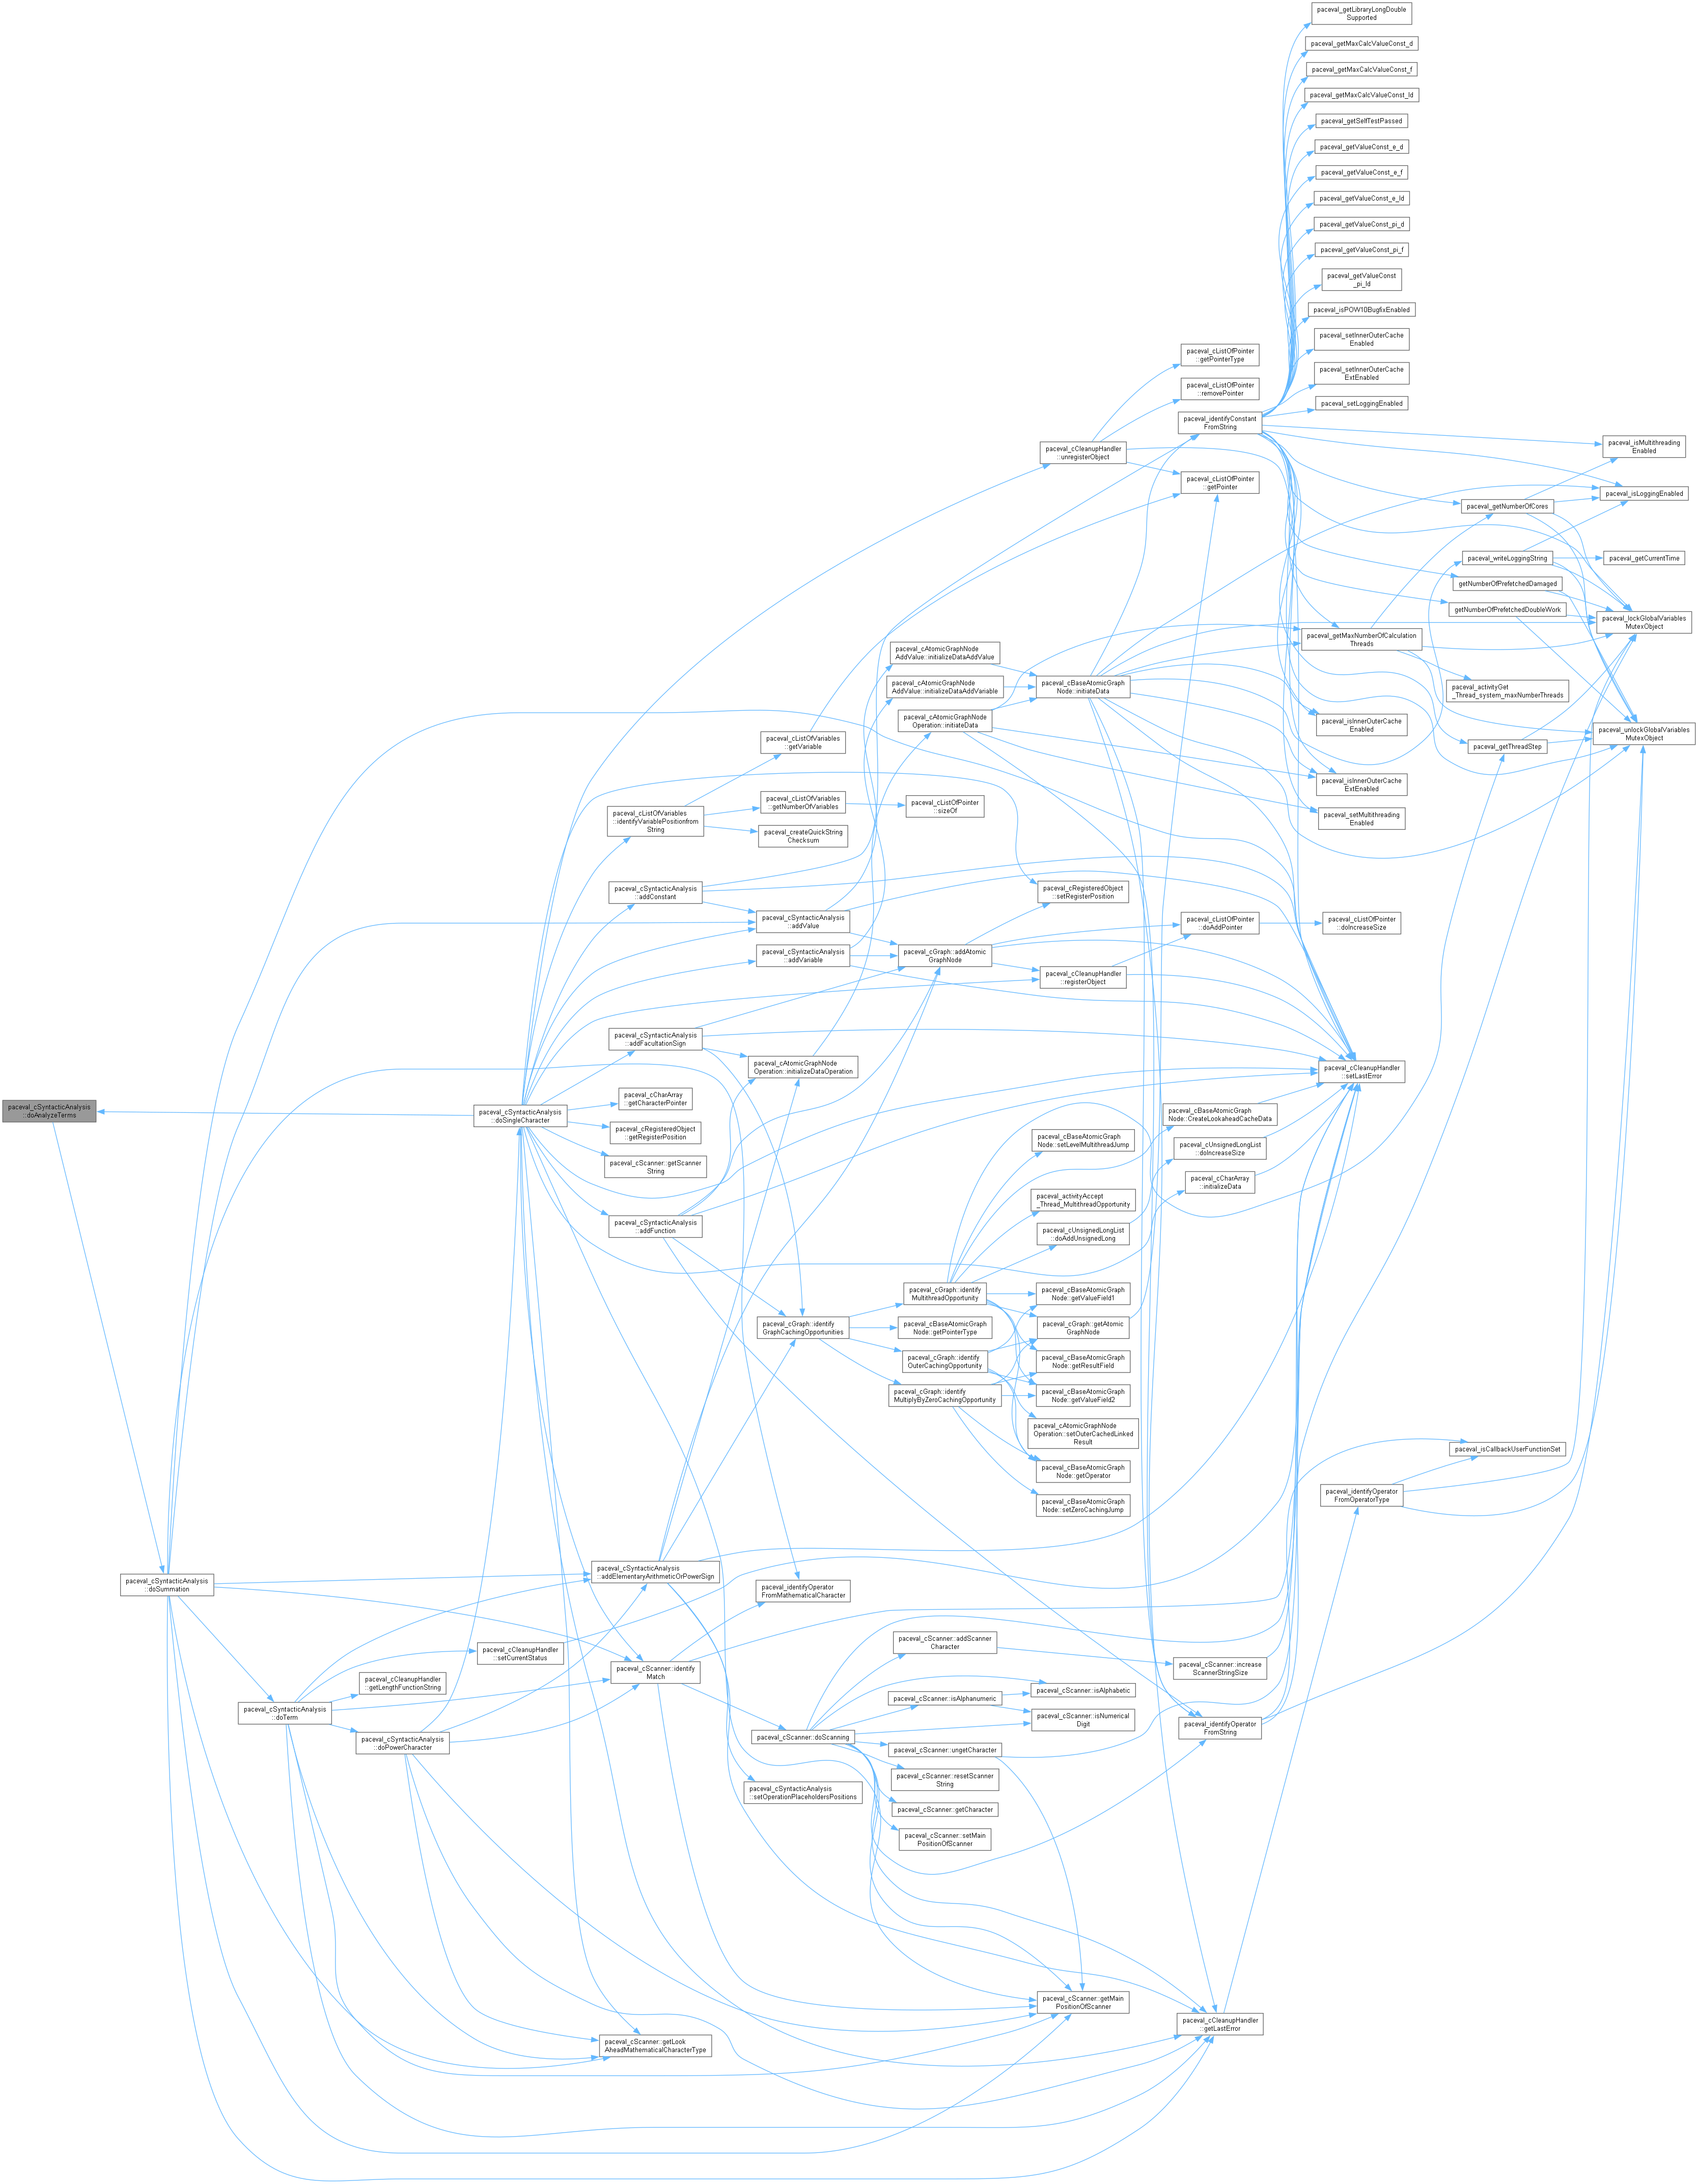 paceval_getLibraryLongDouble
Supported
paceval_getMaxCalcValueConst_d
paceval_getMaxCalcValueConst_f
paceval_getMaxCalcValueConst_ld
paceval_getSelfTestPassed
paceval_getValueConst_e_d
paceval_getValueConst_e_f
paceval_getValueConst_e_ld
paceval_getValueConst_pi_d
paceval_getValueConst_pi_f
paceval_getValueConst
_pi_ld
paceval_isPOW10BugfixEnabled
paceval_setInnerOuterCache
Enabled
paceval_cListOfPointer
::getPointerType
paceval_setInnerOuterCache
ExtEnabled
paceval_cListOfPointer
::removePointer
paceval_setLoggingEnabled
paceval_identifyConstant
FromString
paceval_isMultithreading
Enabled
paceval_cCleanupHandler
::unregisterObject
paceval_cListOfPointer
::getPointer
paceval_isLoggingEnabled
paceval_getNumberOfCores
paceval_writeLoggingString
paceval_getCurrentTime
getNumberOfPrefetchedDamaged
getNumberOfPrefetchedDoubleWork
paceval_lockGlobalVariables
MutexObject
paceval_getMaxNumberOfCalculation
Threads
paceval_cAtomicGraphNode
AddValue::initializeDataAddValue
paceval_cAtomicGraphNode
AddValue::initializeDataAddVariable
paceval_cBaseAtomicGraph
Node::initiateData
paceval_activityGet
_Thread_system_maxNumberThreads
paceval_cAtomicGraphNode
Operation::initiateData
paceval_isInnerOuterCache
Enabled
paceval_unlockGlobalVariables
MutexObject
paceval_cListOfVariables
::getVariable
paceval_getThreadStep
paceval_isInnerOuterCache
ExtEnabled
paceval_cListOfVariables
::getNumberOfVariables
paceval_cListOfPointer
::sizeOf
paceval_cListOfVariables
::identifyVariablePositionfrom
String
paceval_setMultithreading
Enabled
paceval_createQuickString
Checksum
paceval_cSyntacticAnalysis
::addConstant
paceval_cRegisteredObject
::setRegisterPosition
paceval_cSyntacticAnalysis
::addValue
paceval_cListOfPointer
::doAddPointer
paceval_cListOfPointer
::doIncreaseSize
paceval_cSyntacticAnalysis
::addVariable
paceval_cGraph::addAtomic
GraphNode
paceval_cCleanupHandler
::registerObject
paceval_cSyntacticAnalysis
::addFacultationSign
paceval_cAtomicGraphNode
Operation::initializeDataOperation
paceval_cCleanupHandler
::setLastError
paceval_cCharArray
::getCharacterPointer
paceval_cSyntacticAnalysis
::doAnalyzeTerms
paceval_cSyntacticAnalysis
::doSingleCharacter
paceval_cBaseAtomicGraph
Node::CreateLookaheadCacheData
paceval_cRegisteredObject
::getRegisterPosition
paceval_cBaseAtomicGraph
Node::setLevelMultithreadJump
paceval_cUnsignedLongList
::doIncreaseSize
paceval_cScanner::getScanner
String
paceval_cCharArray
::initializeData
paceval_activityAccept
_Thread_MultithreadOpportunity
paceval_cSyntacticAnalysis
::addFunction
paceval_cUnsignedLongList
::doAddUnsignedLong
paceval_cGraph::identify
MultithreadOpportunity
paceval_cBaseAtomicGraph
Node::getValueField1
paceval_cGraph::identify
GraphCachingOpportunities
paceval_cBaseAtomicGraph
Node::getPointerType
paceval_cGraph::getAtomic
GraphNode
paceval_cGraph::identify
OuterCachingOpportunity
paceval_cBaseAtomicGraph
Node::getResultField
paceval_cGraph::identify
MultiplyByZeroCachingOpportunity
paceval_cBaseAtomicGraph
Node::getValueField2
paceval_cAtomicGraphNode
Operation::setOuterCachedLinked
Result
paceval_isCallbackUserFunctionSet
paceval_cBaseAtomicGraph
Node::getOperator
paceval_identifyOperator
FromOperatorType
paceval_cBaseAtomicGraph
Node::setZeroCachingJump
paceval_cSyntacticAnalysis
::addElementaryArithmeticOrPowerSign
paceval_cSyntacticAnalysis
::doSummation
paceval_identifyOperator
FromMathematicalCharacter
paceval_cScanner::addScanner
Character
paceval_cCleanupHandler
::setCurrentStatus
paceval_cScanner::identify
Match
paceval_cScanner::increase
ScannerStringSize
paceval_cCleanupHandler
::getLengthFunctionString
paceval_cScanner::isAlphabetic
paceval_cScanner::isAlphanumeric
paceval_cSyntacticAnalysis
::doTerm
paceval_cScanner::isNumerical
Digit
paceval_identifyOperator
FromString
paceval_cScanner::doScanning
paceval_cSyntacticAnalysis
::doPowerCharacter
paceval_cScanner::ungetCharacter
paceval_cScanner::resetScanner
String
paceval_cSyntacticAnalysis
::setOperationPlaceholdersPositions
paceval_cScanner::getCharacter
paceval_cScanner::setMain
PositionOfScanner
paceval_cScanner::getMain
PositionOfScanner
paceval_cCleanupHandler
::getLastError
paceval_cScanner::getLook
AheadMathematicalCharacterType